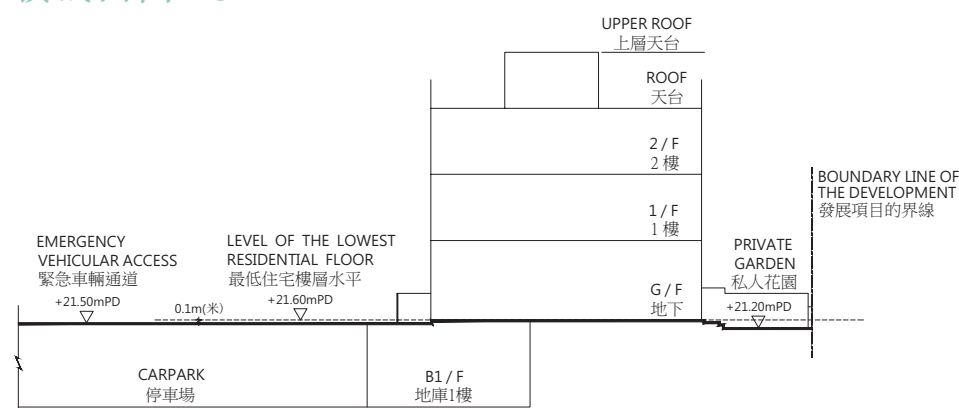 UPPER ROOF
上層天台
ROOF
天台
2 / F
2 樓
1 / F
1 樓
G / F
地下
BOUNDARY LINE OF
THE DEVELOPMENT
發展項目的界線
EMERGENCY
VEHICULAR ACCESS
緊急車輛通道
+21.50mPD
0.1m(米)
LEVEL OF THE LOWEST
RESIDENTIAL FLOOR
最低住宅樓層水平
+21.60mPD
PRIVATE
GARDEN
私人花園
+21.20mPD
CARPARK
停車場
B1 / F
地庫1樓